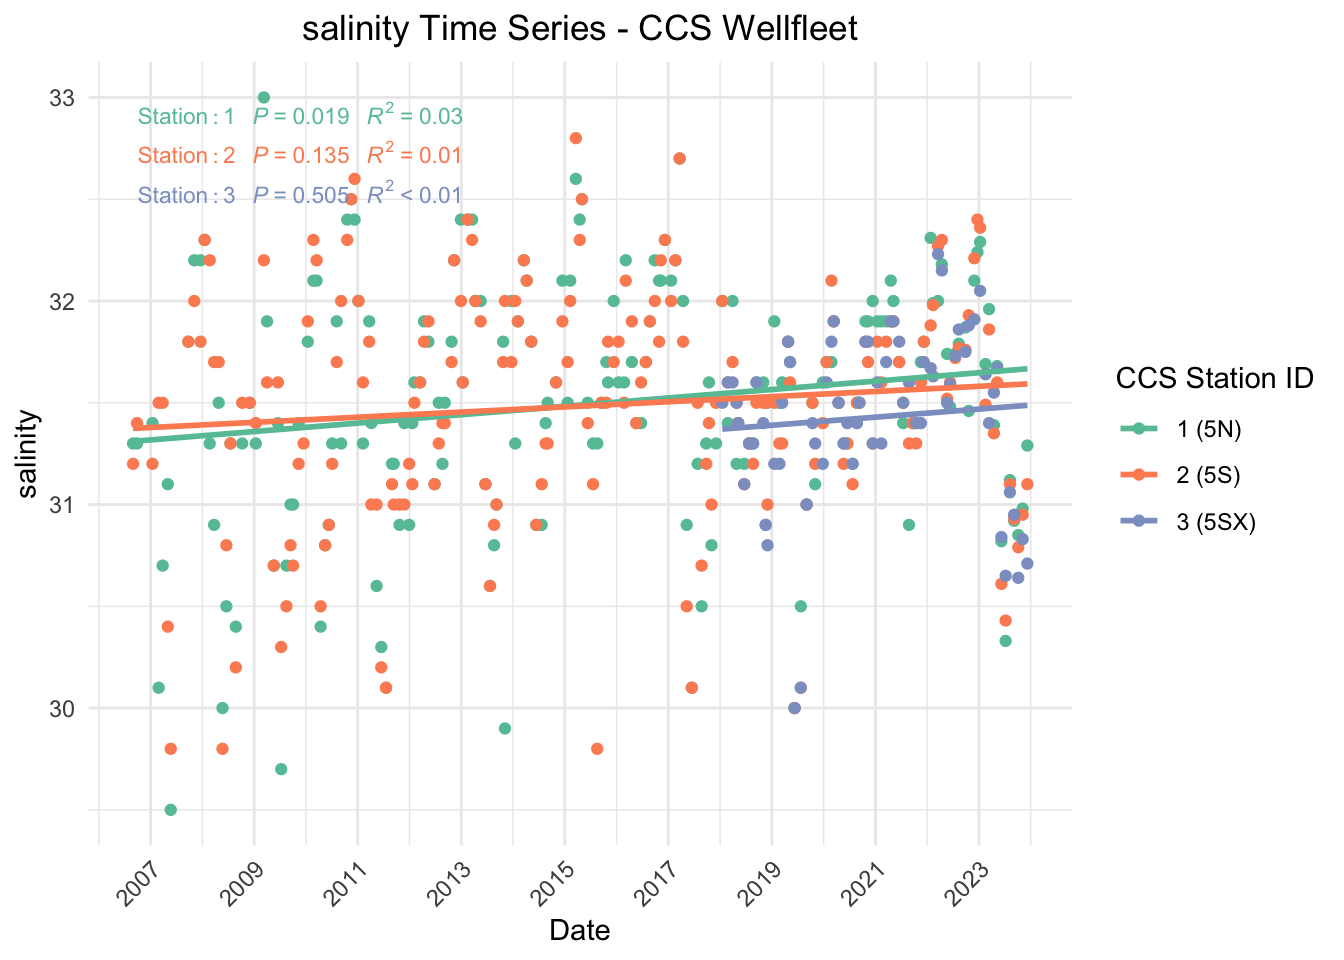 salinity Time Series - CCS Wellfleet
33
32
31
30
salinity
Station: 1 P = 0.019 R² = 0.03
Station: 2 P = 0.135 R² = 0.01
Station: 3 P = 0.505 R² < 0.01
2007 2009 2011 2013 2015 2017 2019 2021 2023
Date
CCS Station ID
1 (5N)
2 (5S)
3 (5SX)